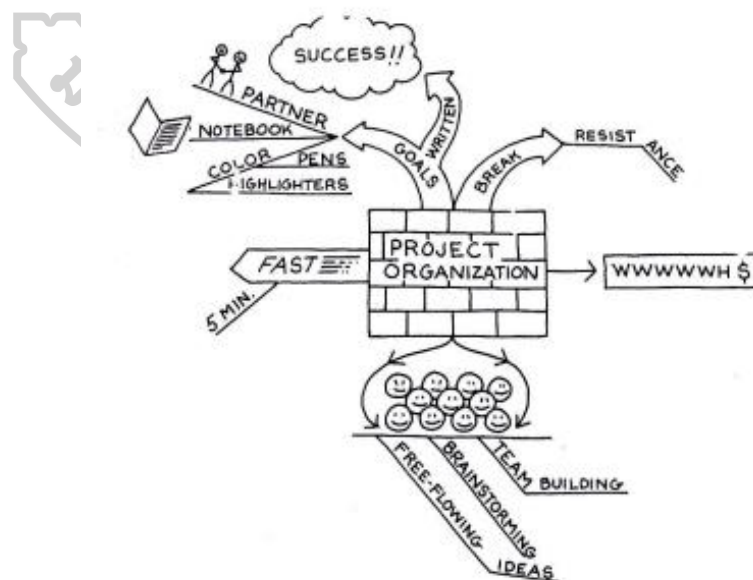 SUCCESS!!
PARTNER
NOTEBOOK
COLOR
PENS
HIGHLIGHTERS
GOALS
WRITTEN
BREAK
RESIST
ANCE
PROJECT
ORGANIZATION
FAST
5 MIN.
WWWWWH $
TEAM
BUILDING
BRAINSTORMING
FREE-FLOWING
IDEAS